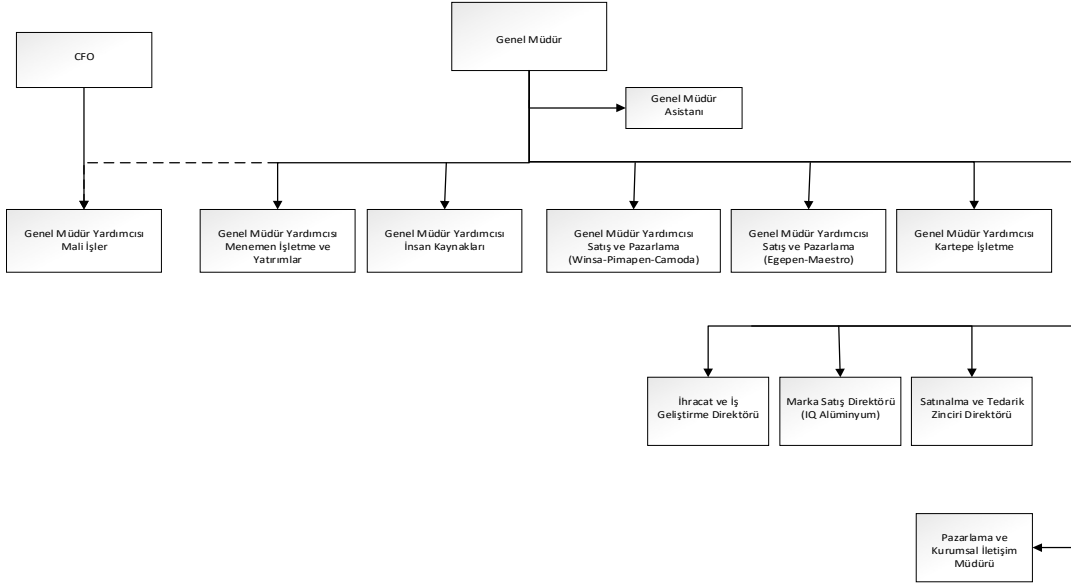 Genel Müdür
CFO
Genel Müdür
Asistanı
Genel Müdür Yardımcısı
Mali İşler
Genel Müdür Yardımcısı
Menemen İşletme ve
Yatırımlar
Genel Müdür Yardımcısı
İnsan Kaynakları
Genel Müdür Yardımcısı
Satış ve Pazarlama
(Winsa-Pimapen-Camoda)
Genel Müdür Yardımcısı
Satış ve Pazarlama
(Egepen-Maestro)
Genel Müdür Yardımcısı
Kartepe İşletme
İhracat ve İş
Geliştirme Direktörü
Marka Satış Direktörü
(IQ Alüminyum)
Satınalma ve Tedarik
Zinciri Direktörü
Pazarlama ve
Kurumsal İletişim
Müdürü